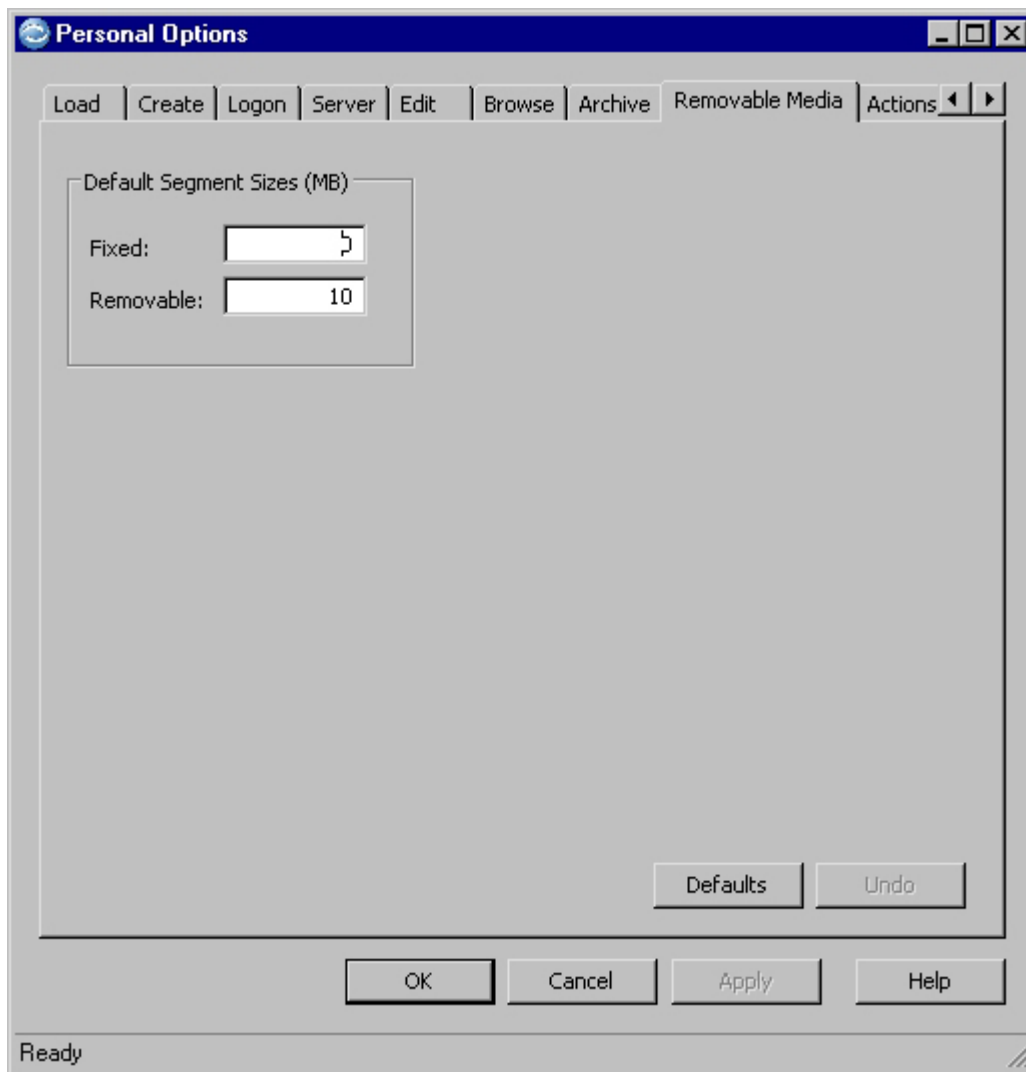 Personal Options
Load Create Logon Server Edit Browse Archive Removable Media Actions
Default Segment Sizes (MB)
Fixed:
Removable: 10
Defaults Undo
OK Cancel Apply Help
Ready